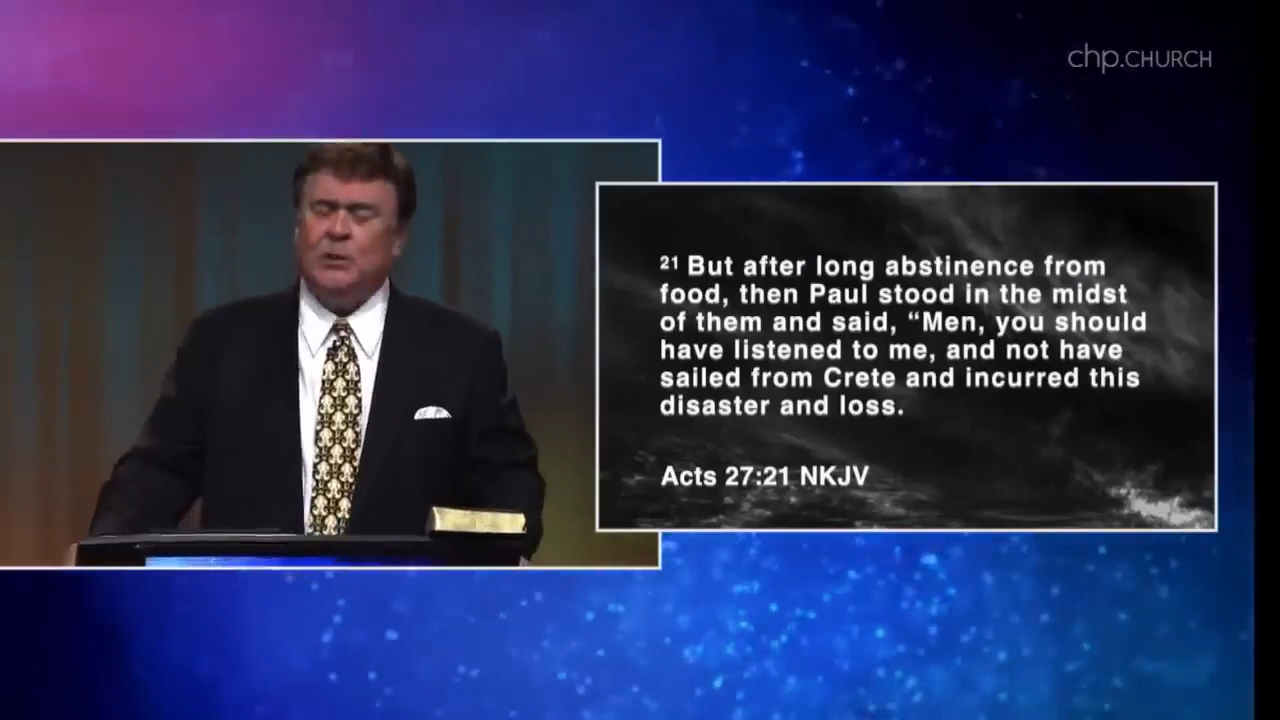 chp.CHURCH
21 But after long abstinence from
food, then Paul stood in the midst
of them and said, “Men, you should
have listened to me, and not have
sailed from Crete and incurred this
disaster and loss.
Acts 27:21 NKJV